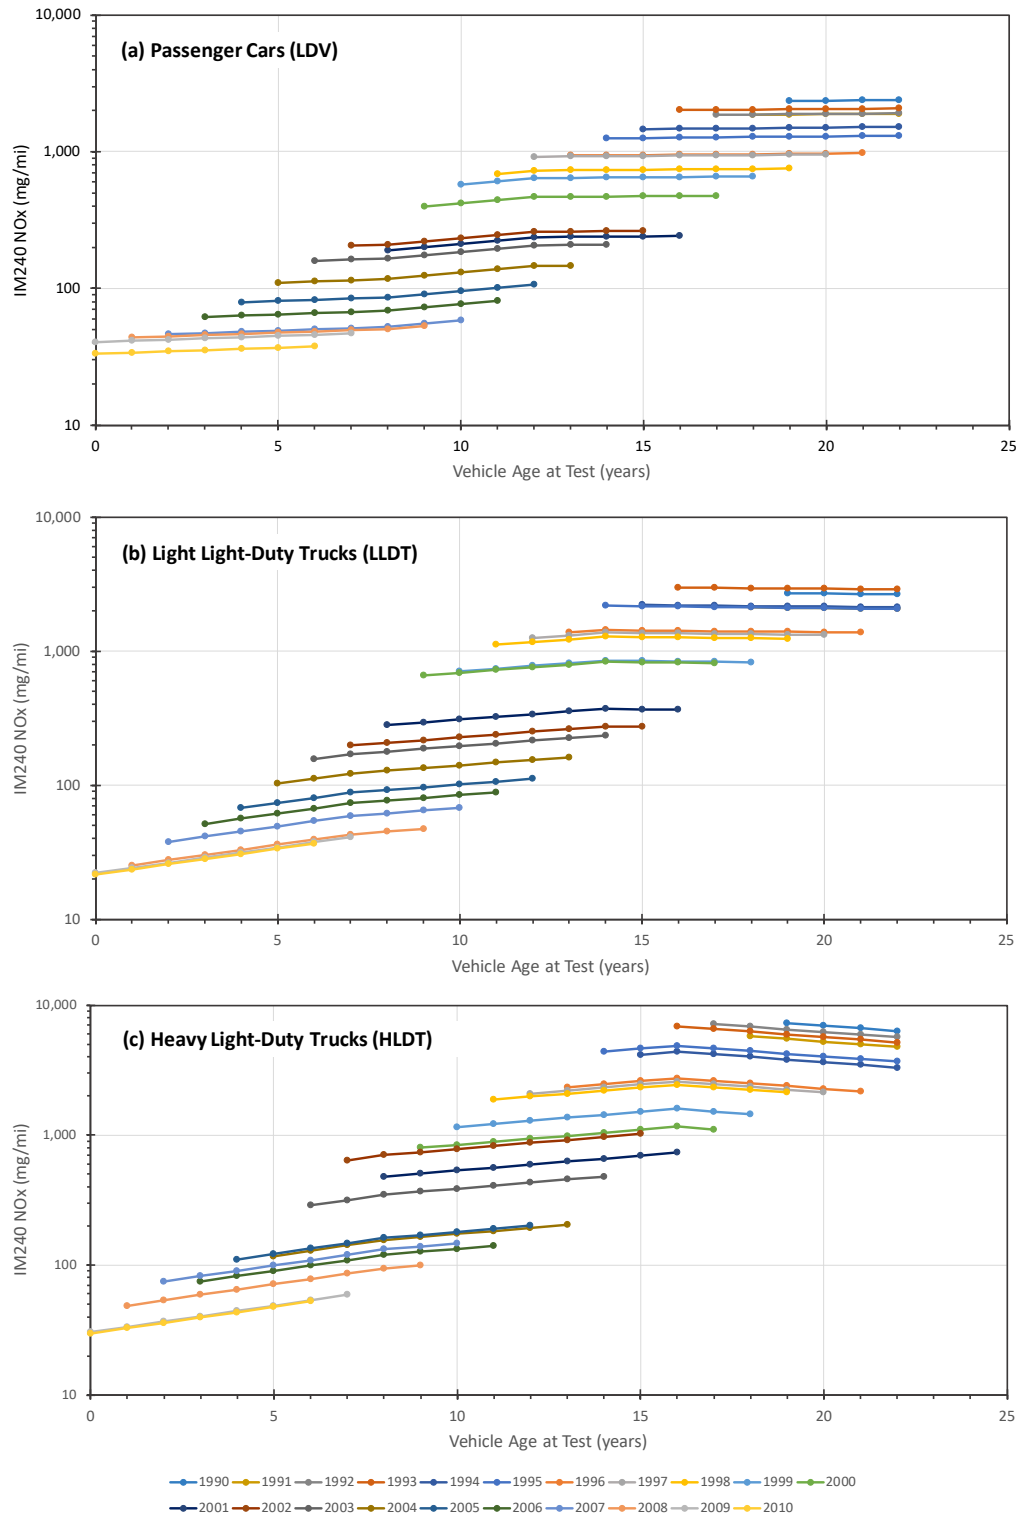 10,000
(a) Passenger Cars (LDV)
1,000
IM240 NOx (mg/mi)
100
10
0 5 10 15 20 25
Vehicle Age at Test (years)
10,000
(b) Light Light-Duty Trucks (LLDT)
1,000
IM240 NOx (mg/mi)
100
10
0 5 10 15 20 25
Vehicle Age at Test (years)
10,000
(c) Heavy Light-Duty Trucks (HLDT)
1,000
IM240 NOx (mg/mi)
100
10
0 5 10 15 20 25
Vehicle Age at Test (years)
1990 1991 1992 1993 1994 1995 1996 1997 1998 1999 2000
2001 2002 2003 2004 2005 2006 2007 2008 2009 2010